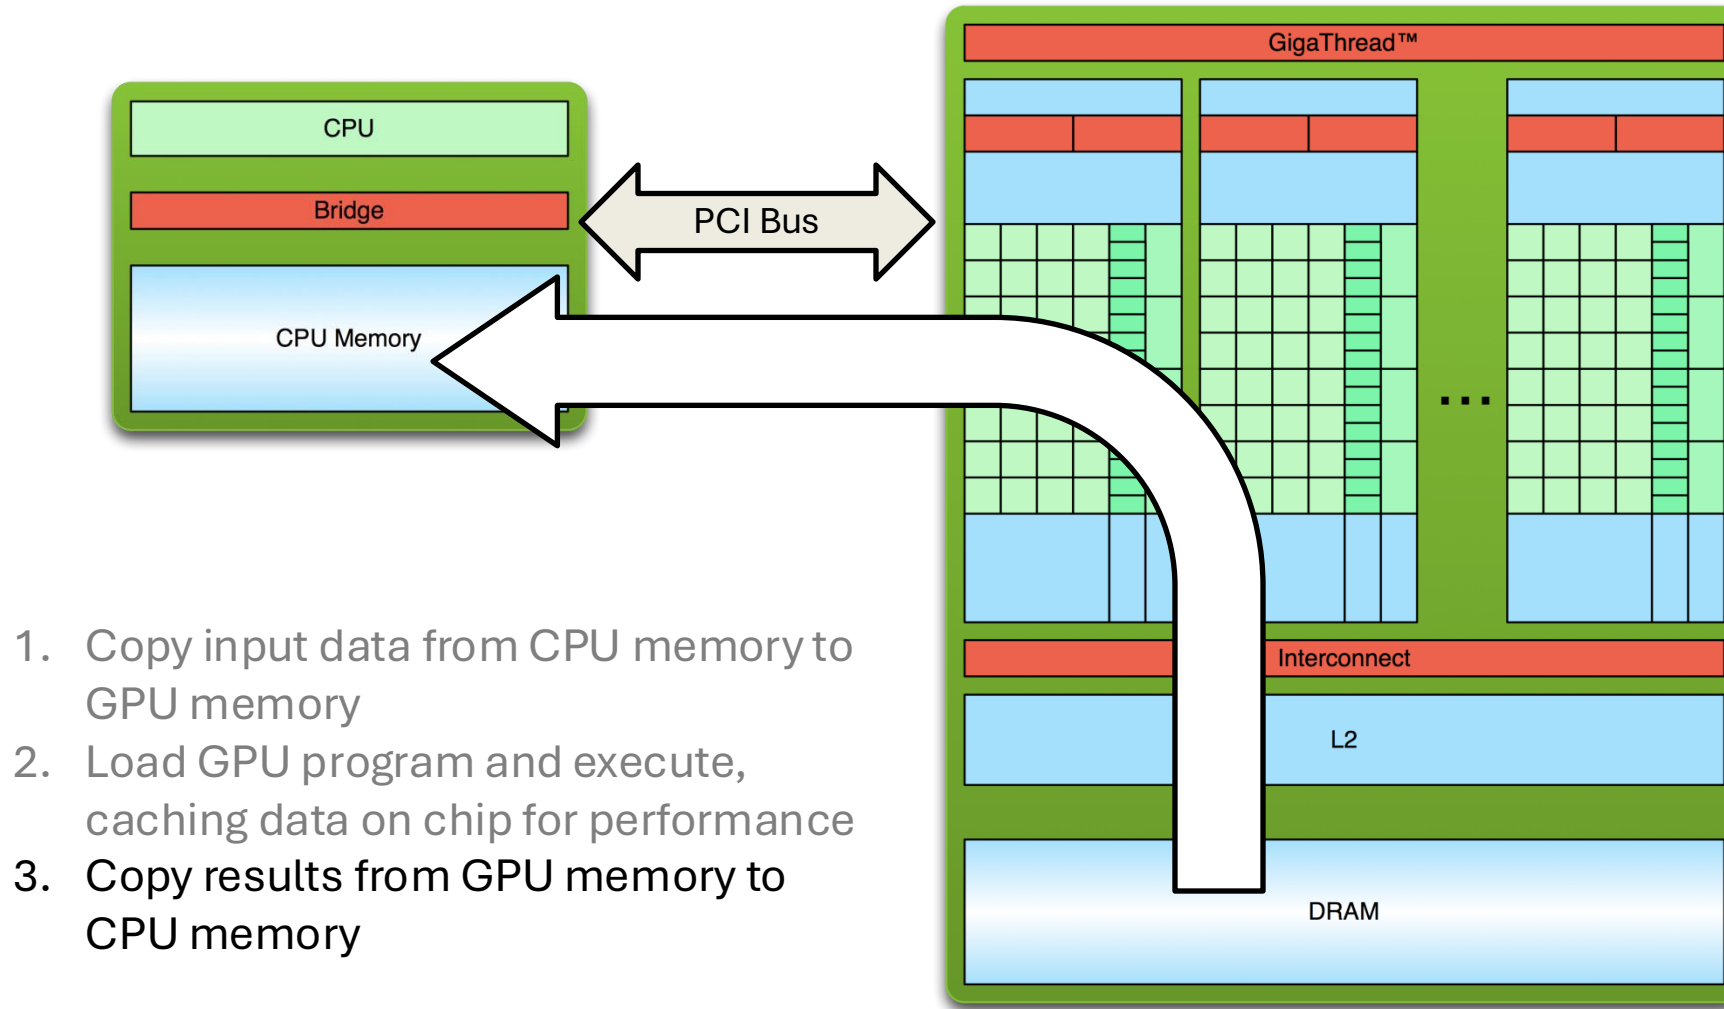 GigaThread™
CPU
Bridge
PCI Bus
CPU Memory
...
1. Copy input data from CPU memory to
GPU memory
2. Load GPU program and execute,
caching data on chip for performance
3. Copy results from GPU memory to
CPU memory
Interconnect
L2
DRAM